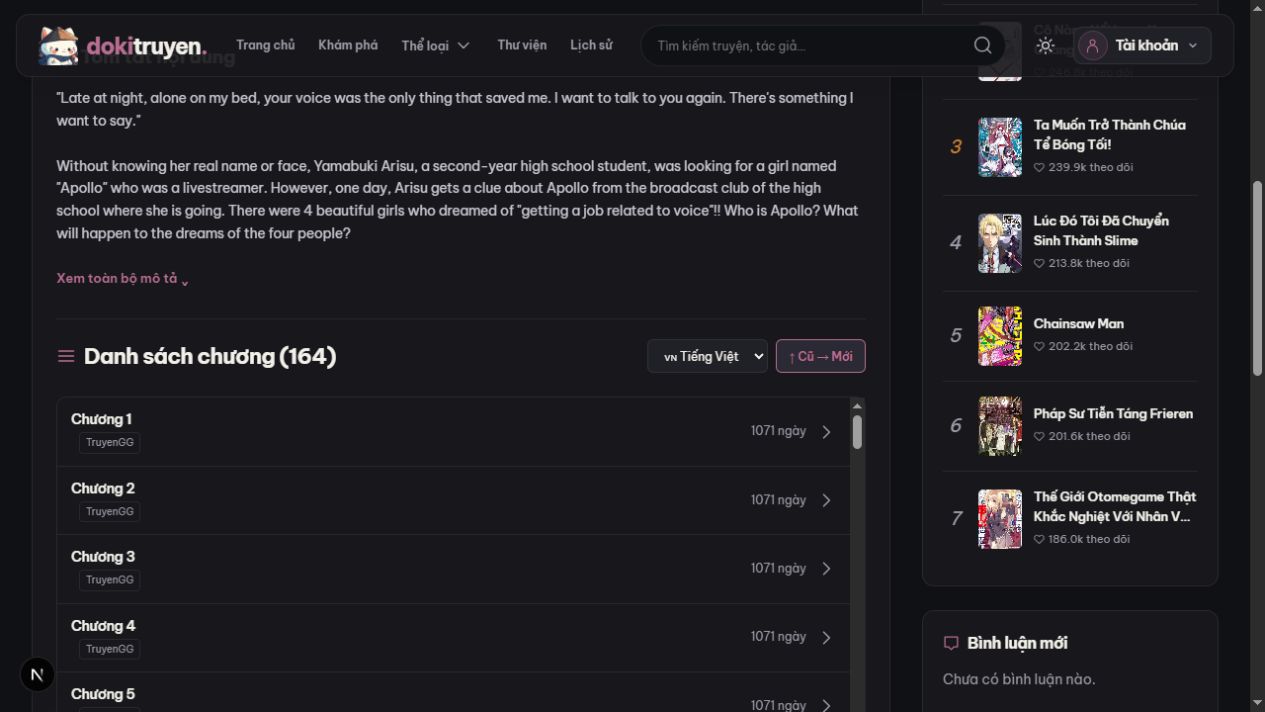 dokitruyen.
Trang chủ
Khám phá
Thể loại
Thư viện
Lịch sử
Tìm kiếm truyện, tác giả...
Tài khoản
Tóm tắt nội dung
"Late at night, alone on my bed, your voice was the only thing that saved me. I want to talk to you again. There's something I
want to say."
Without knowing her real name or face, Yamabuki Arisu, a second-year high school student, was looking for a girl named
"Apollo" who was a livestreamer. However, one day, Arisu gets a clue about Apollo from the broadcast club of the high
school where she is going. There were 4 beautiful girls who dreamed of "getting a job related to voice"!! Who is Apollo? What
will happen to the dreams of the four people?
Xem toàn bộ mô tả
Danh sách chương (164)
VN Tiếng Việt
↑ Cũ → Mới
Chương 1
TruyenGG
1071 ngày
Chương 2
TruyenGG
1071 ngày
Chương 3
TruyenGG
1071 ngày
Chương 4
TruyenGG
1071 ngày
Chương 5
1071 ngày
N
246.8k theo dõi
3
Ta Muốn Trở Thành Chúa
Tể Bóng Tối!
239.9k theo dõi
4
Lúc Đó Tôi Đã Chuyển
Sinh Thành Slime
213.8k theo dõi
5
Chainsaw Man
202.2k theo dõi
6
Pháp Sư Tiễn Táng Frieren
201.6k theo dõi
7
Thế Giới Otomegame Thật
Khắc Nghiệt Với Nhân V...
186.0k theo dõi
Bình luận mới
Chưa có bình luận nào.